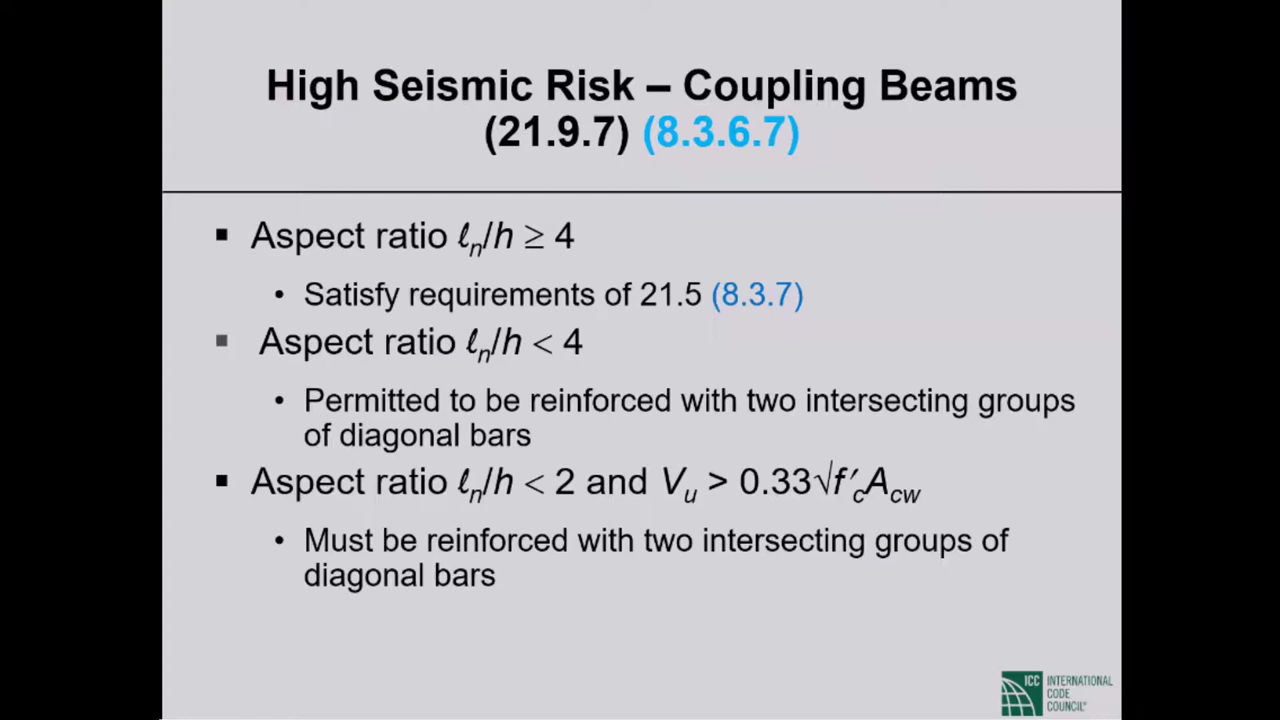 High Seismic Risk – Coupling Beams
(21.9.7) (8.3.6.7)
▪ Aspect ratio ℓn/h ≥ 4
• Satisfy requirements of 21.5 (8.3.7)
▪ Aspect ratio ℓn/h < 4
• Permitted to be reinforced with two intersecting groups
of diagonal bars
▪ Aspect ratio ℓn/h < 2 and Vu > 0.33√f′cAcw
• Must be reinforced with two intersecting groups of
diagonal bars
ICC INTERNATIONAL
CODE
COUNCIL®